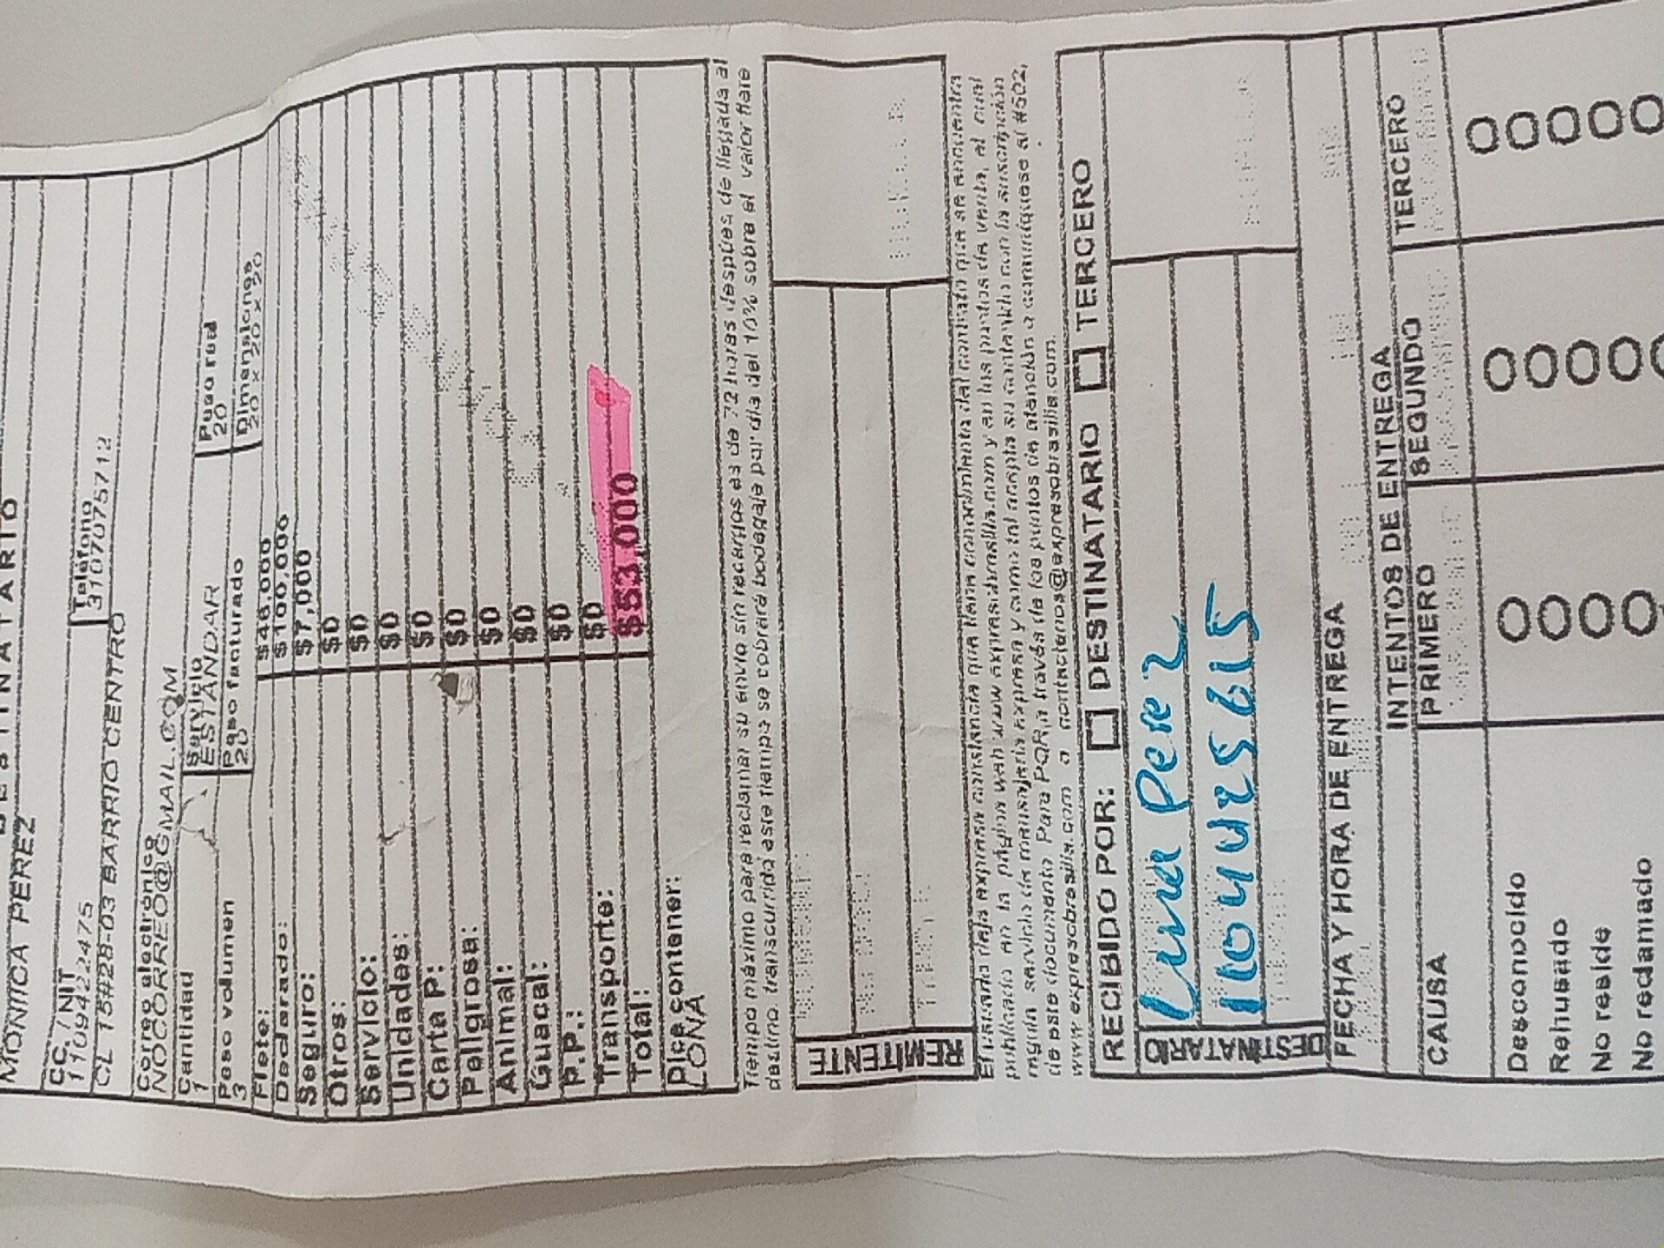 DESTINATARIO
MONICA PEREZ
CC. / NIT
1109422475
Teléfono
3107075712
CL 15#28-03 BARRIO CENTRO
Correo electrónico
NOCORREO@GMAIL.COM
Cantidad
1
Servicio
ESTANDAR
Peso real
20
Peso volumen
3
Peso facturado
20
Dimensiones
20 x 20 x 20
Flete: $46,000
Declarado: $100,000
Seguro: $7,000
Otros: $0
Servicio: $0
Unidades: $0
Carta P: $0
Peligrosa: $0
Animal: $0
Guacal: $0
P.P.: $0
Transporte: $0
Total: $53,000
Dice contener:
LONA
Tiempo máximo para reclamar su envío sin recargos es de 72 horas después de llegada al
destino, transcurrido este tiempo se cobrará bodegaje por día del 10% sobre el valor flete
REMITENTE
El usuario deja expresa constancia que tiene conocimiento del contrato que se encuentra
publicado en la página web www.expresobrasilia.com y en los puntos de venta, el cual
regula servicio de mensajería expresa y como tal acepta su contenido con la suscripción
de este documento. Para PQR a través de los puntos de atención o comuníquese al #502,
www.expresobrasilia.com o contactenos@expresobrasilia.com.
RECIBIDO POR: DESTINATARIO TERCERO
DESTINATARIO
Perez
FECHA Y HORA DE ENTREGA
INTENTOS DE ENTREGA
CAUSA PRIMERO SEGUNDO TERCERO
Desconocido
Rehusado
No reside
No reclamado